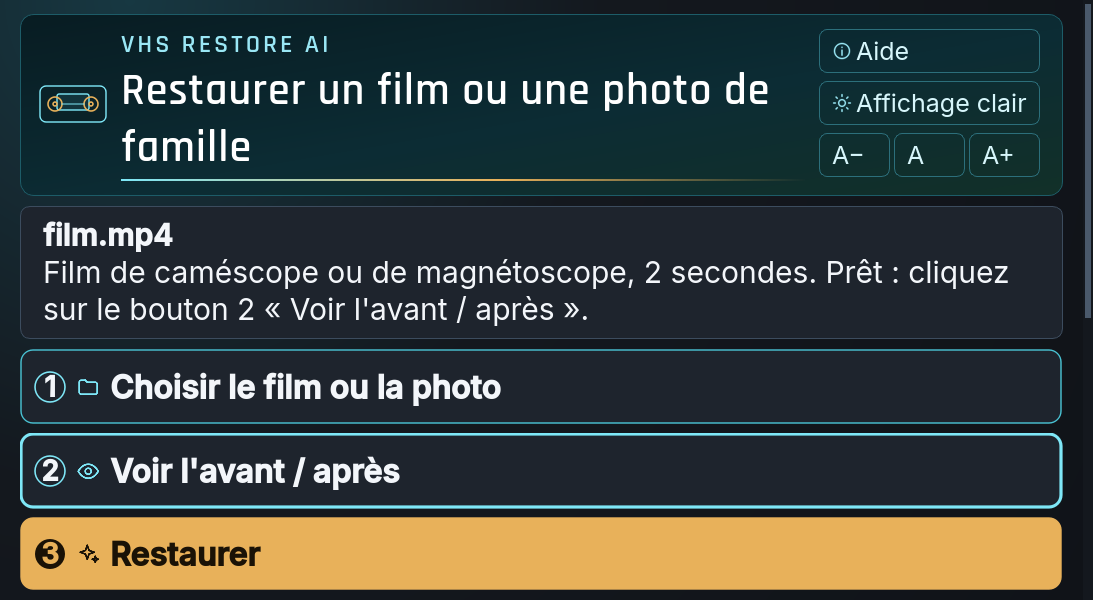 VHS RESTORE AI
Restaurer un film ou une photo de
famille
Aide
Affichage clair
A− A A+
film.mp4
Film de caméscope ou de magnétoscope, 2 secondes. Prêt : cliquez
sur le bouton 2 « Voir l'avant / après ».
1 Choisir le film ou la photo
2 Voir l'avant / après
3 Restaurer